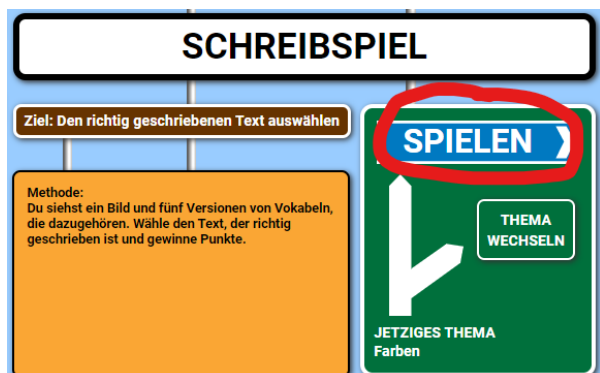 SCHREIBSPIEL
Ziel: Den richtig geschriebenen Text auswählen
Methode:
Du siehst ein Bild und fünf Versionen von Vokabeln,
die dazugehören. Wähle den Text, der richtig
geschrieben ist und gewinne Punkte.
SPIELEN
THEMA
WECHSELN
JETZIGES THEMA
Farben